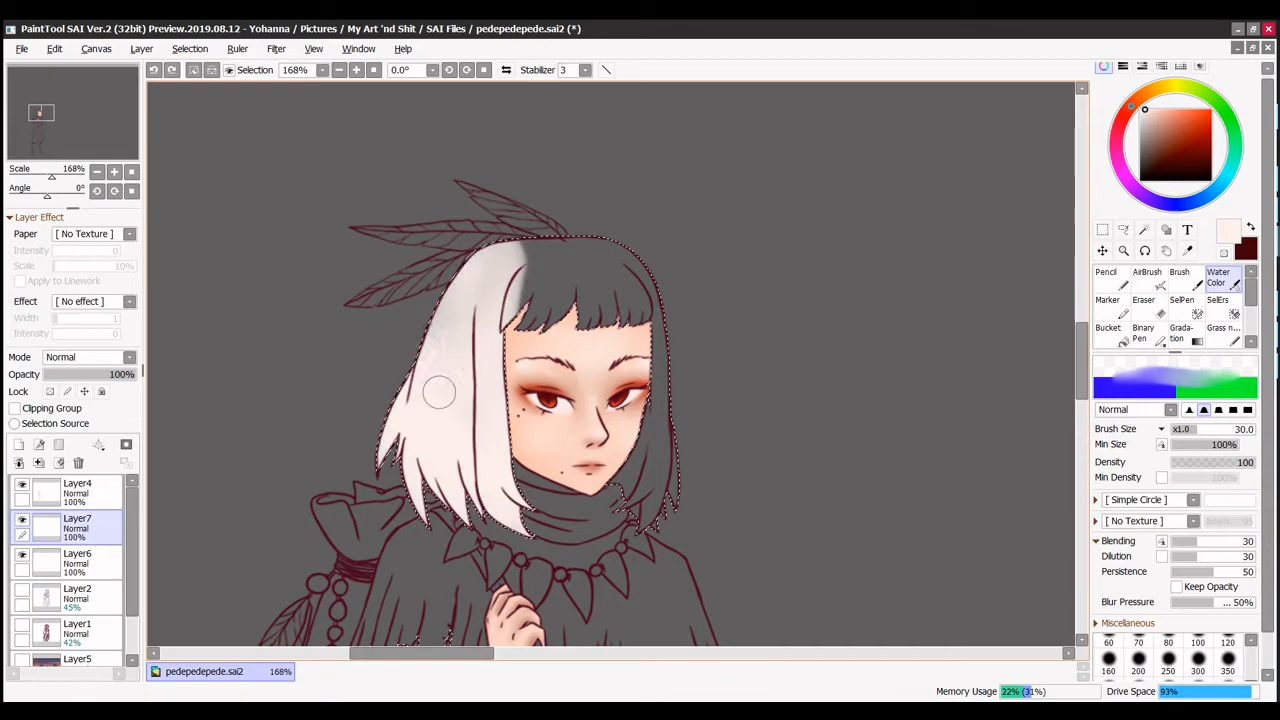 PaintTool SAI Ver.2 (32bit) Preview.2019.08.12 - Yohanna / Pictures / My Art 'nd Shit / SAI Files / pedepedepede.sai2 (*)
File Edit Canvas Layer Selection Ruler Filter View Window Help
Selection 168% 0.0° Stabilizer 3
Scale 168%
Angle 0°
Layer Effect
Paper [ No Texture ]
Intensity 0
Scale 10%
Apply to Linework
Effect [ No effect ]
Width 1
Intensity 0
Mode Normal
Opacity 100%
Lock
Clipping Group
Selection Source
Layer4
Normal
100%
Layer7
Normal
100%
Layer6
Normal
100%
Layer2
Normal
45%
Layer1
Normal
42%
Layer5
T
Pencil AirBrush Brush Water Color
Marker Eraser SelPen SelErs
Bucket Binary Pen Grada- tion Grass n...
Normal
Brush Size x1.0 30.0
Min Size 100%
Density 100
Min Density
[ Simple Circle ]
[ No Texture ] 95
Blending 30
Dilution 30
Persistence 50
Keep Opacity
Blur Pressure ... 50%
Miscellaneous
60 70 80 100 120
160 200 250 300 350
pedepedepede.sai2 168%
Memory Usage 22% (31%) Drive Space 93%